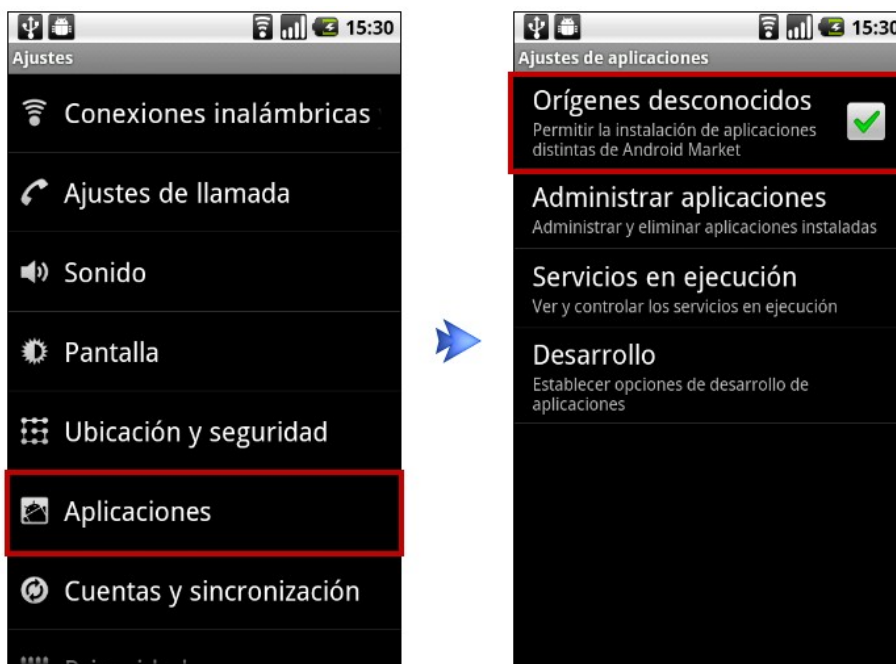 15:30
Ajustes
Conexiones inalámbricas
Ajustes de llamada
Sonido
Pantalla
Ubicación y seguridad
Aplicaciones
Cuentas y sincronización
15:30
Ajustes de aplicaciones
Orígenes desconocidos
Permitir la instalación de aplicaciones
distintas de Android Market
Administrar aplicaciones
Administrar y eliminar aplicaciones instaladas
Servicios en ejecución
Ver y controlar los servicios en ejecución
Desarrollo
Establecer opciones de desarrollo de
aplicaciones